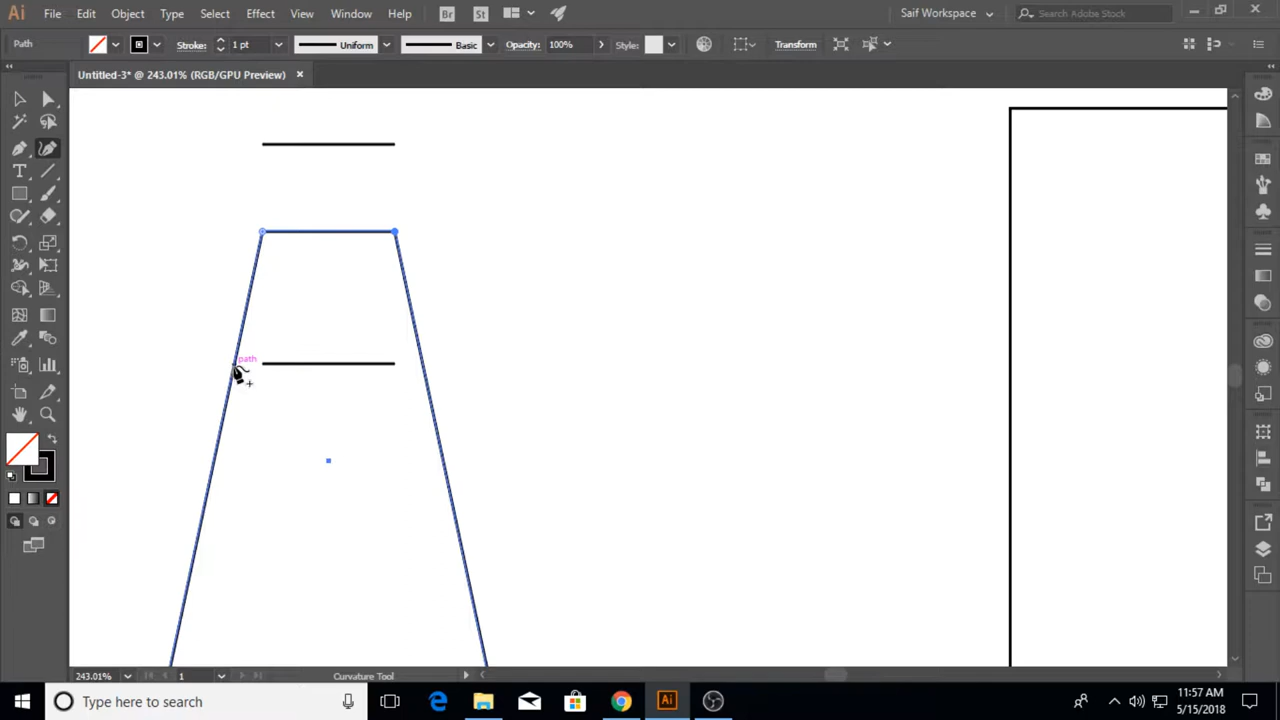 Ai File Edit Object Type Select Effect View Window Help Br St Saif Workspace Search Adobe Stock
Path Stroke: 1 pt Uniform Basic Opacity: 100% Style: Transform
Untitled-3* @ 243.01% (RGB/GPU Preview)
path
243.01% 1 Curvature Tool
Type here to search Ai 11:57 AM
5/15/2018